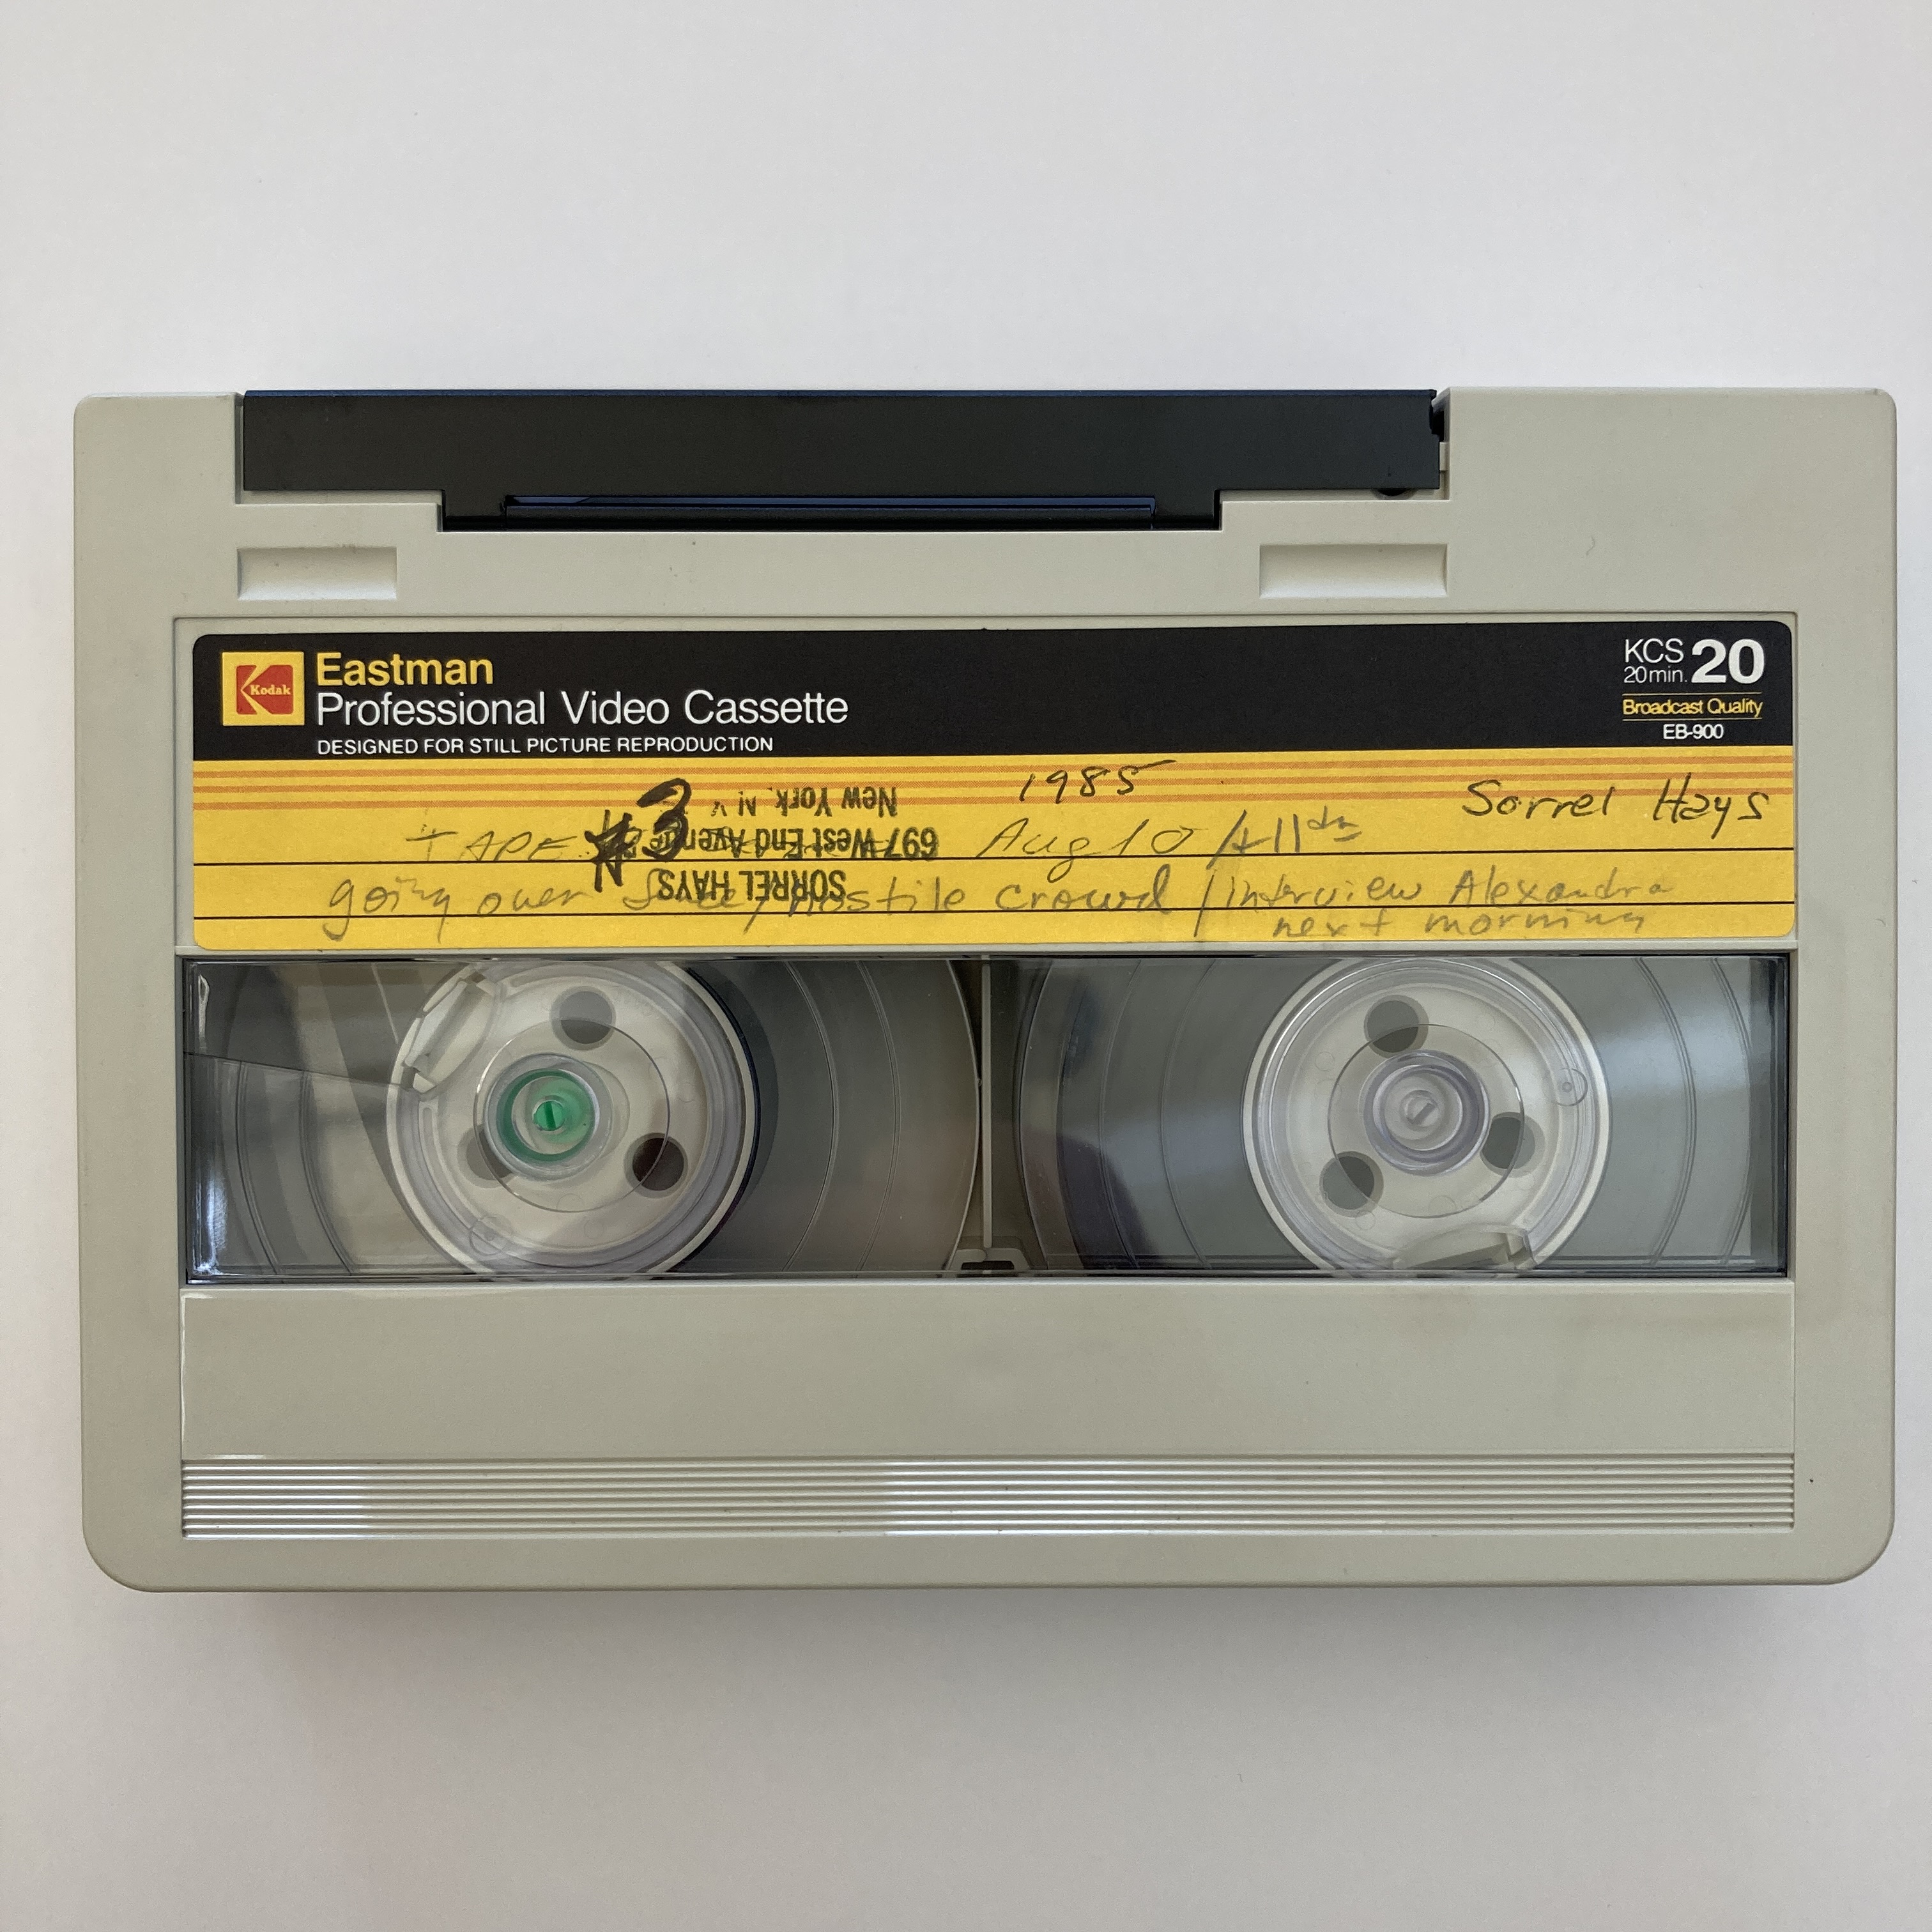 Kodak
Eastman
Professional Video Cassette
DESIGNED FOR STILL PICTURE REPRODUCTION
KCS 20
20 min.
Broadcast Quality
EB-900
1985
Sorrel Hays
TAPE #3 Aug 10 / 11th
going over hostile crowd / interview Alexandra
next morning
SORREL HAYS
697 West End Avenue
New York, N.Y.